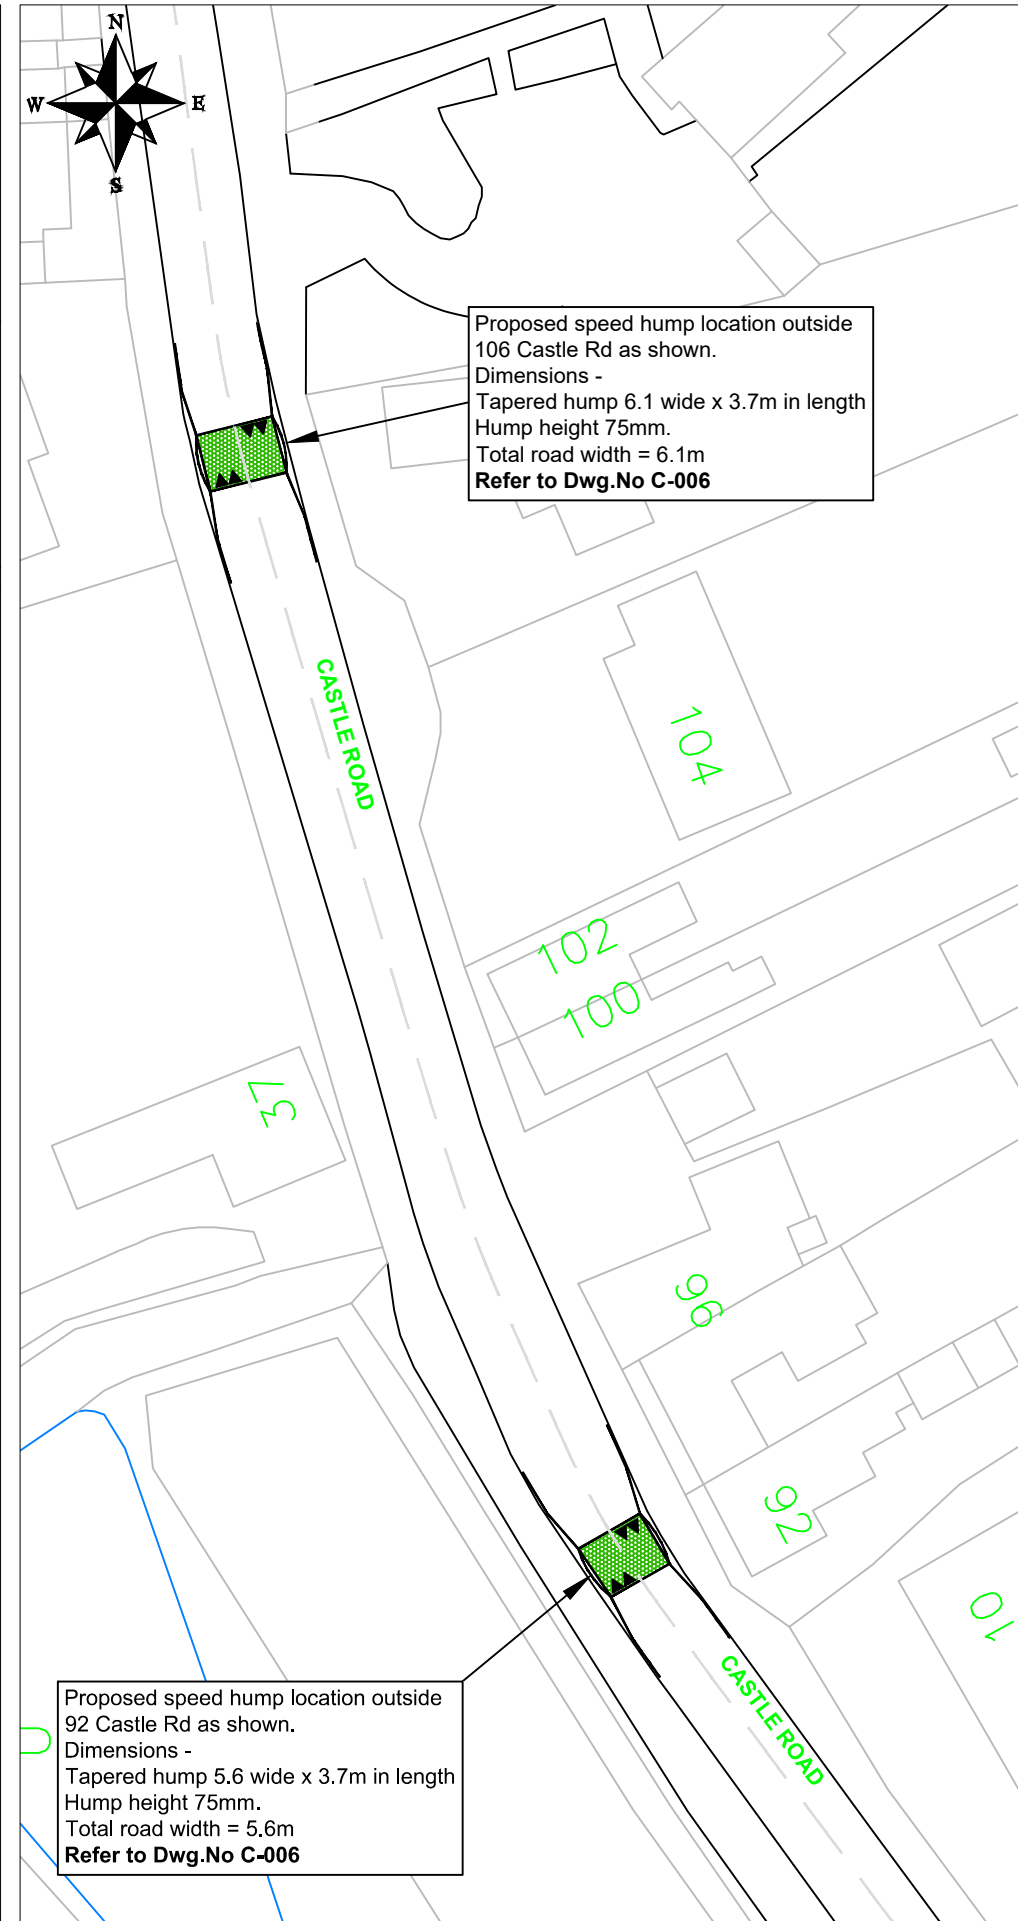 N
W E
S
Proposed speed hump location outside
106 Castle Rd as shown.
Dimensions -
Tapered hump 6.1 wide x 3.7m in length
Hump height 75mm.
Total road width = 6.1m
Refer to Dwg.No C-006
CASTLE ROAD
104
102
100
37
96
92
10
CASTLE ROAD
Proposed speed hump location outside
92 Castle Rd as shown.
Dimensions -
Tapered hump 5.6 wide x 3.7m in length
Hump height 75mm.
Total road width = 5.6m
Refer to Dwg.No C-006